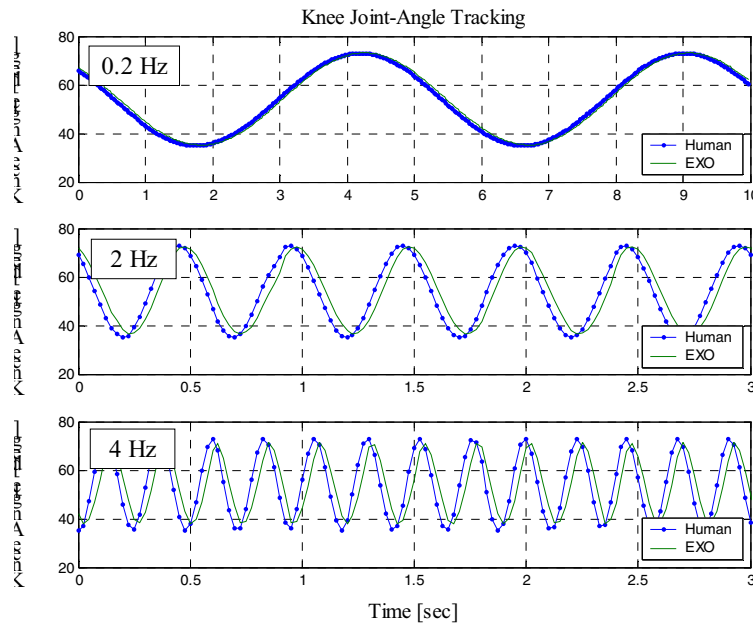 Knee Joint-Angle Tracking
80
60
40
20
0.2 Hz
Human
EXO
0 1 2 3 4 5 6 7 8 9 10
80
60
40
20
2 Hz
Human
EXO
0 0.5 1 1.5 2 2.5 3
80
60
40
20
4 Hz
Human
EXO
0 0.5 1 1.5 2 2.5 3
Time [sec]